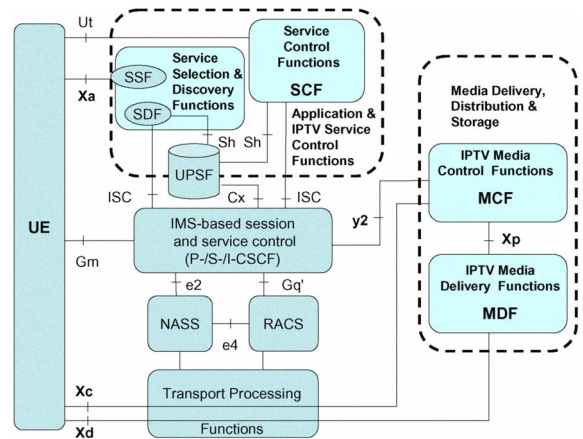 Ut
Service
Control
Functions
SCF
Service
Selection &
Discovery
Functions
SSF
Xa
SDF
Application &
IPTV Service
Control
Functions
Sh
Sh
UPSF
ISC
Cx
ISC
Media Delivery,
Distribution &
Storage
IPTV Media
Control Functions
MCF
y2
UE
IMS-based session
and service control
(P-/S-/I-CSCF)
Gm
Xp
IPTV Media
Delivery Functions
MDF
e2
Gq'
NASS
RACS
e4
Transport Processing
Functions
Xc
Xd